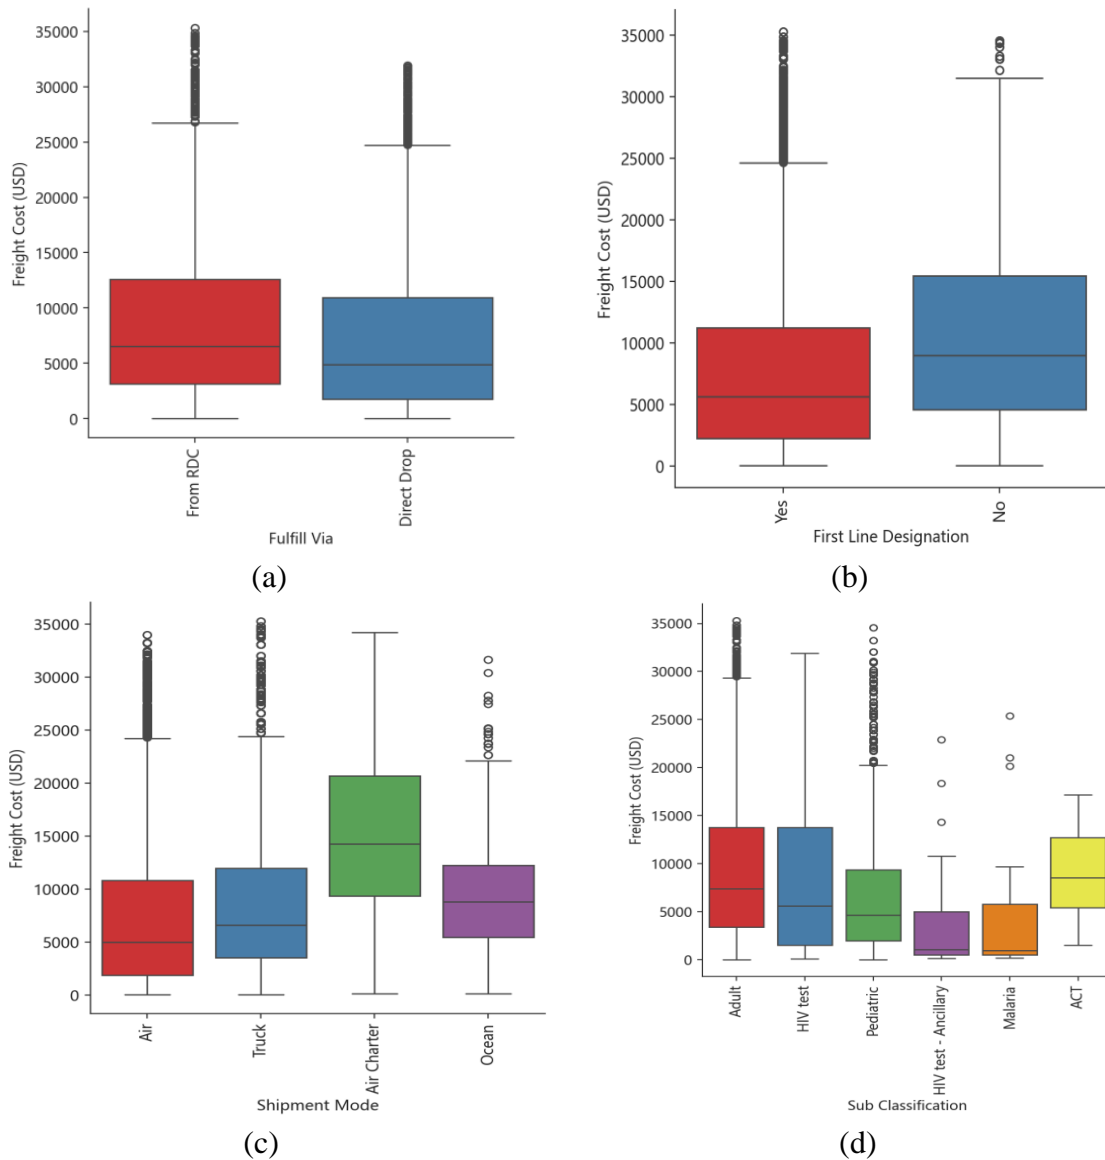 35000
30000
25000
20000
15000
10000
5000
0
Freight Cost (USD)
From RDC
Direct Drop
Fulfill Via
(a)
35000
30000
25000
20000
15000
10000
5000
0
Freight Cost (USD)
Yes
No
First Line Designation
(b)
35000
30000
25000
20000
15000
10000
5000
0
Freight Cost (USD)
Air
Truck
Air Charter
Ocean
Shipment Mode
(c)
35000
30000
25000
20000
15000
10000
5000
0
Freight Cost (USD)
Adult
HIV test
Pediatric
HIV test - Ancillary
Malaria
ACT
Sub Classification
(d)